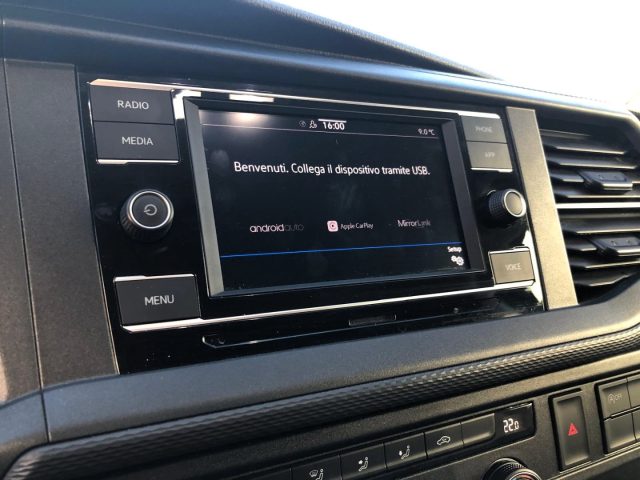 RADIO
MEDIA
MENU
16:00
9.0 °C
Benvenuti. Collega il dispositivo tramite USB.
androidauto
Apple CarPlay
MirrorLink
Setup
PHONE
APP
VOICE
22.0
OFF